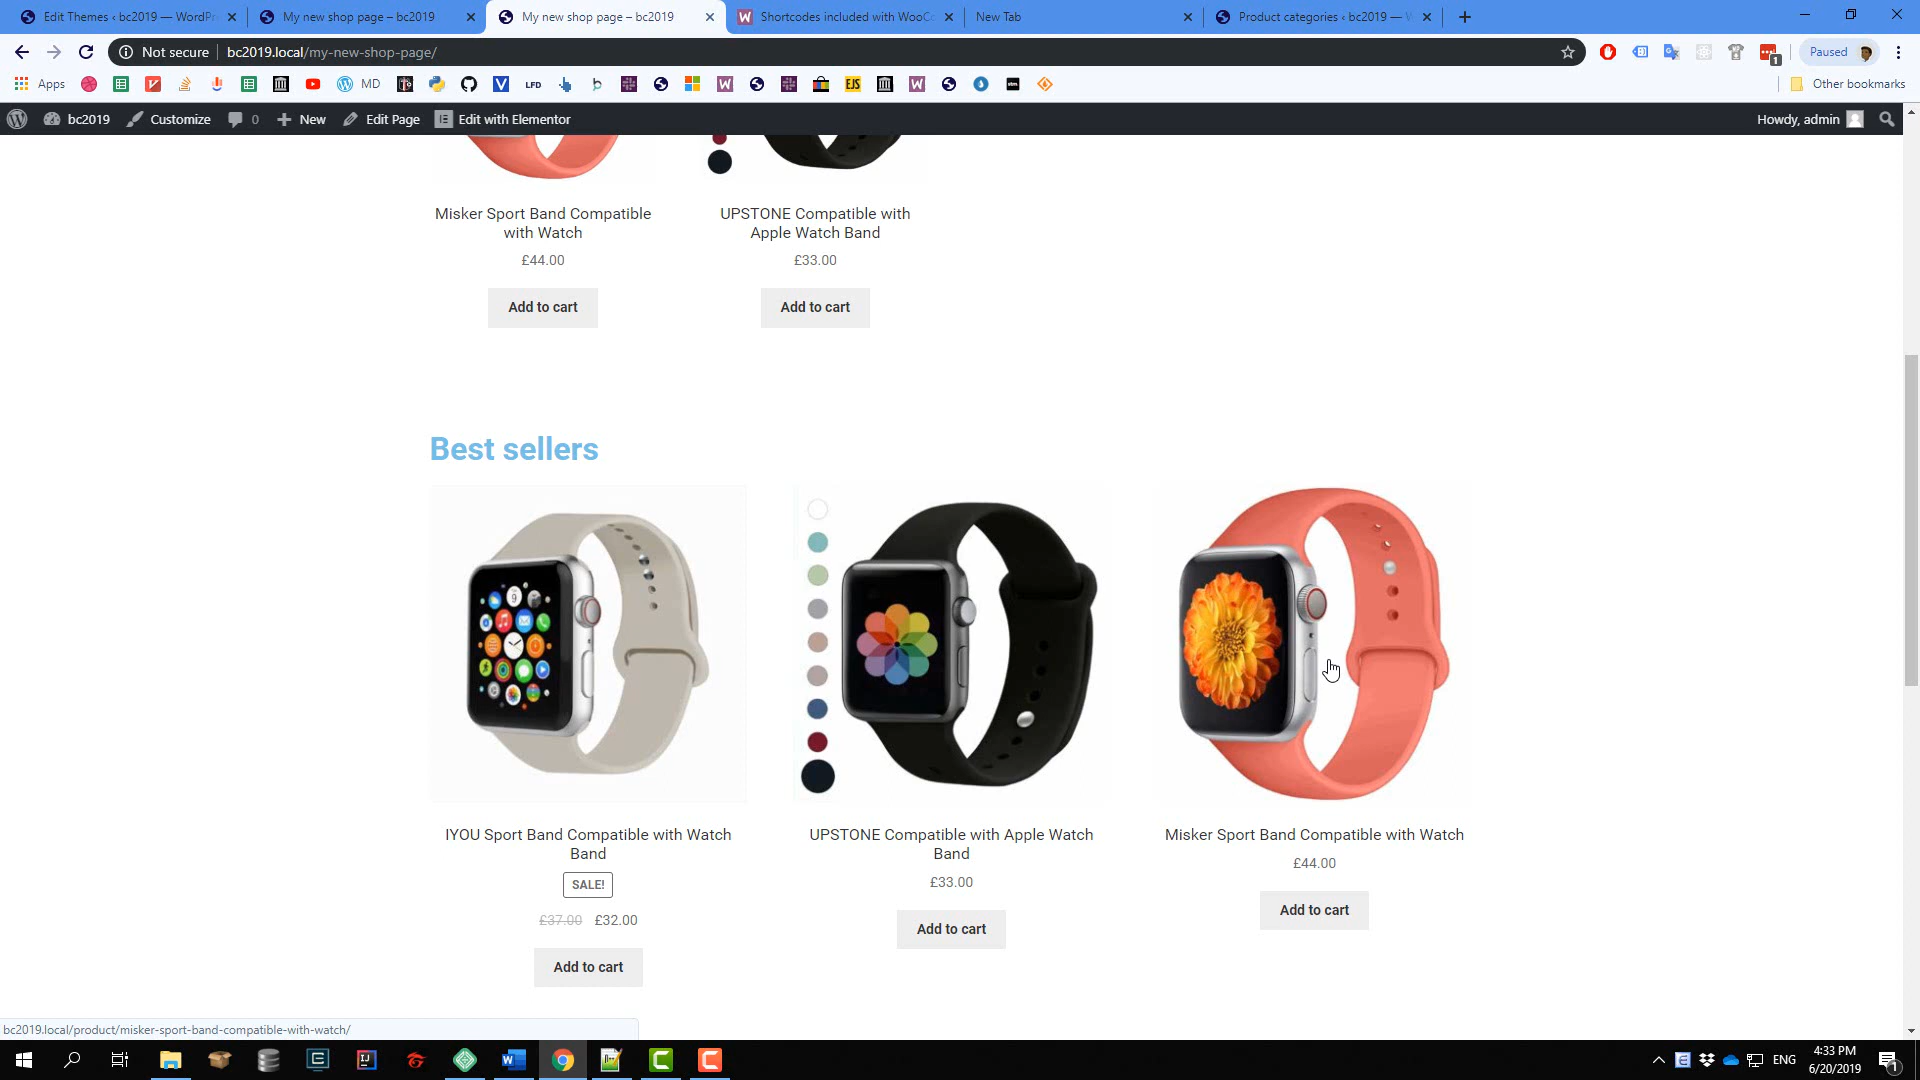 Edit Themes ‹ bc2019 — WordPr
My new shop page – bc2019
My new shop page – bc2019
Shortcodes included with WooC
New Tab
Product categories ‹ bc2019 — W
Not secure
bc2019.local/my-new-shop-page/
Paused
Apps
MD
LFD
EJS
Other bookmarks
bc2019
Customize
0
New
Edit Page
Edit with Elementor
Howdy, admin
Misker Sport Band Compatible
with Watch
£44.00
Add to cart
UPSTONE Compatible with
Apple Watch Band
£33.00
Add to cart
Best sellers
IYOU Sport Band Compatible with Watch
Band
SALE!
£37.00 £32.00
Add to cart
UPSTONE Compatible with Apple Watch
Band
£33.00
Add to cart
Misker Sport Band Compatible with Watch
£44.00
Add to cart
bc2019.local/product/misker-sport-band-compatible-with-watch/
ENG
4:33 PM
6/20/2019